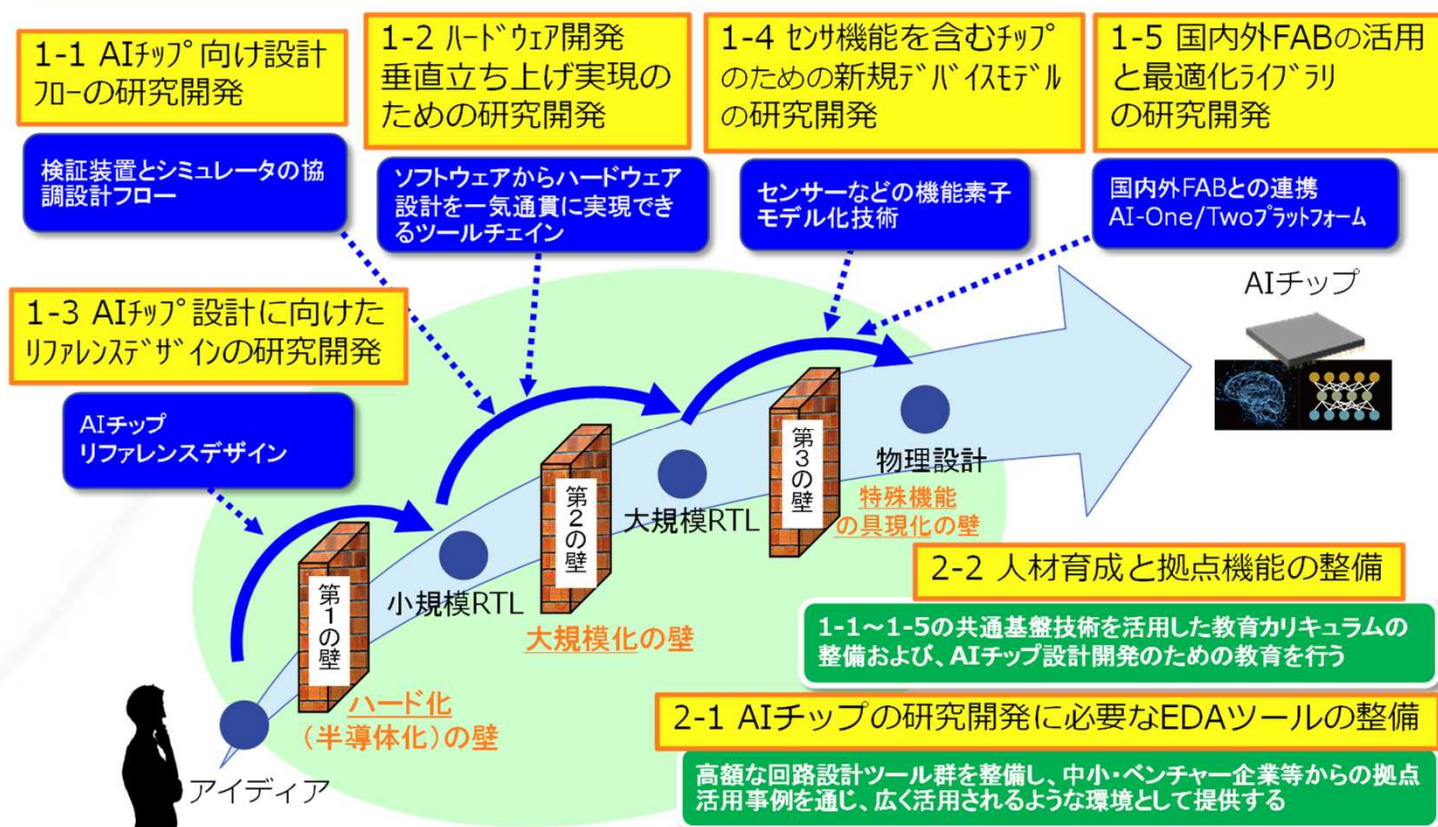 1-1 AIﾁｯﾌﾟ向け設計
ﾌﾛｰの研究開発
検証装置とシミュレータの協
調設計フロー
1-2 ﾊｰﾄﾞｳｪｱ開発
垂直立ち上げ実現の
ための研究開発
ソフトウェアからハードウェア
設計を一気通貫に実現でき
るツールチェイン
1-4 ｾﾝｻ機能を含むチップ
のための新規ﾃﾞﾊﾞｲｽﾓﾃﾞﾙ
の研究開発
センサーなどの機能素子
モデル化技術
1-5 国内外FABの活用
と最適化ﾗｲﾌﾞﾗﾘ
の研究開発
国内外FABとの連携
AI-One/Twoプラットフォーム
1-3 AIﾁｯﾌﾟ設計に向けた
ﾘﾌｧﾚﾝｽﾃﾞｻﾞｲﾝの研究開発
AIチップ
リファレンスデザイン
AIチップ
第1の壁
第2の壁
第3の壁
小規模RTL
大規模RTL
物理設計
ハード化
（半導体化）の壁
大規模化の壁
特殊機能
の具現化の壁
アイディア
2-2 人材育成と拠点機能の整備
1-1～1-5の共通基盤技術を活用した教育カリキュラムの
整備および、AIチップ設計開発のための教育を行う
2-1 AIチップの研究開発に必要なEDAツールの整備
高額な回路設計ツール群を整備し、中小・ベンチャー企業等からの拠点
活用事例を通じ、広く活用されるような環境として提供する